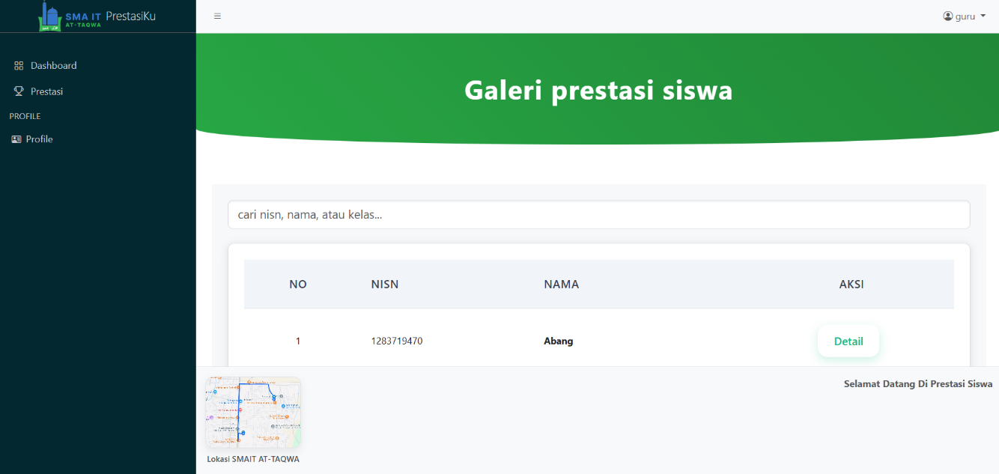 SMA IT
AT-TAQWA
PrestasiKu
guru
Dashboard
Prestasi
PROFILE
Profile
Galeri prestasi siswa
cari nisn, nama, atau kelas...
NO NISN NAMA AKSI
1 1283719470 Abang Detail
Selamat Datang Di Prestasi Siswa
Lokasi SMAIT AT-TAQWA